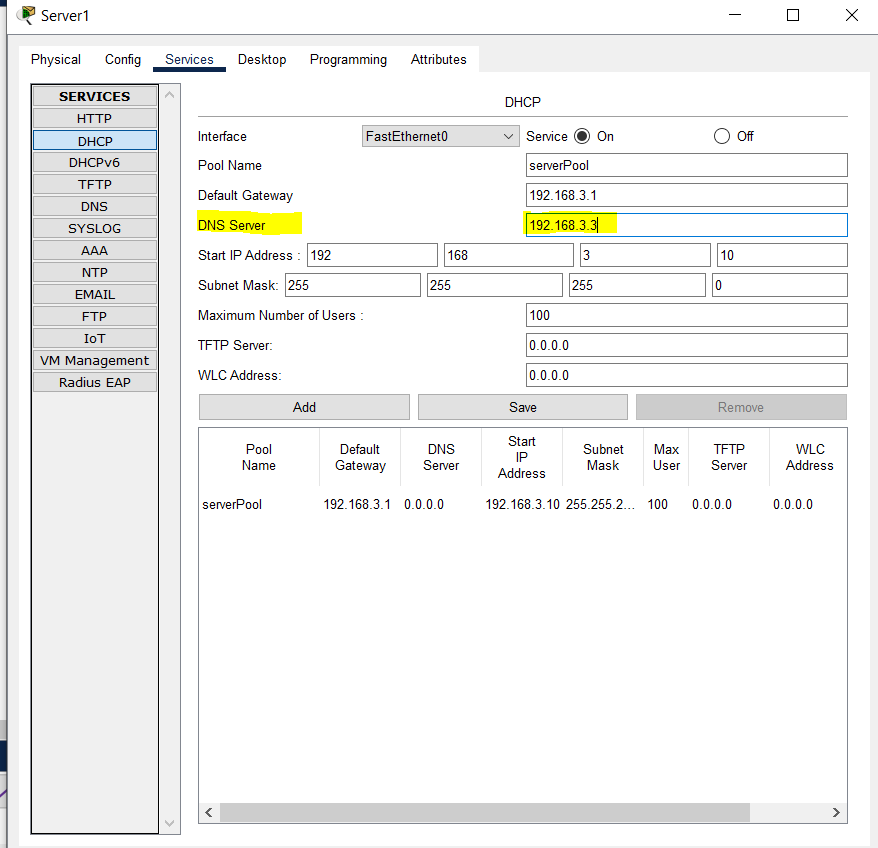 Server1
Physical Config Services Desktop Programming Attributes
SERVICES
HTTP
DHCP
DHCPv6
TFTP
DNS
SYSLOG
AAA
NTP
EMAIL
FTP
IoT
VM Management
Radius EAP
DHCP
Interface FastEthernet0 Service On Off
Pool Name serverPool
Default Gateway 192.168.3.1
DNS Server 192.168.3.3
Start IP Address : 192 168 3 10
Subnet Mask: 255 255 255 0
Maximum Number of Users : 100
TFTP Server: 0.0.0.0
WLC Address: 0.0.0.0
Add Save Remove
Pool Name Default Gateway DNS Server Start IP Address Subnet Mask Max User TFTP Server WLC Address
serverPool 192.168.3.1 0.0.0.0 192.168.3.10 255.255.2... 100 0.0.0.0 0.0.0.0